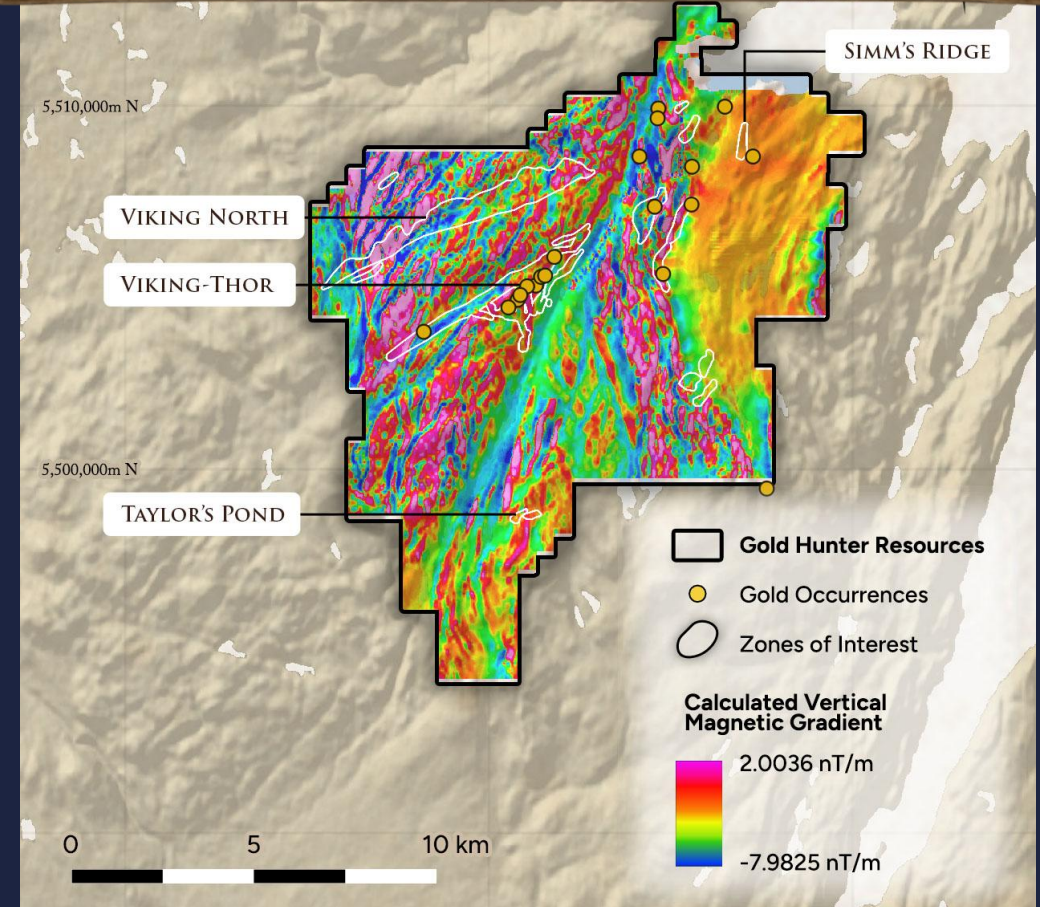 SIMM'S RIDGE
5,510,000m N
VIKING NORTH
VIKING-THOR
5,500,000m N
TAYLOR'S POND
Gold Hunter Resources
Gold Occurrences
Zones of Interest
Calculated Vertical
Magnetic Gradient
2.0036 nT/m
-7.9825 nT/m
0 5 10 km